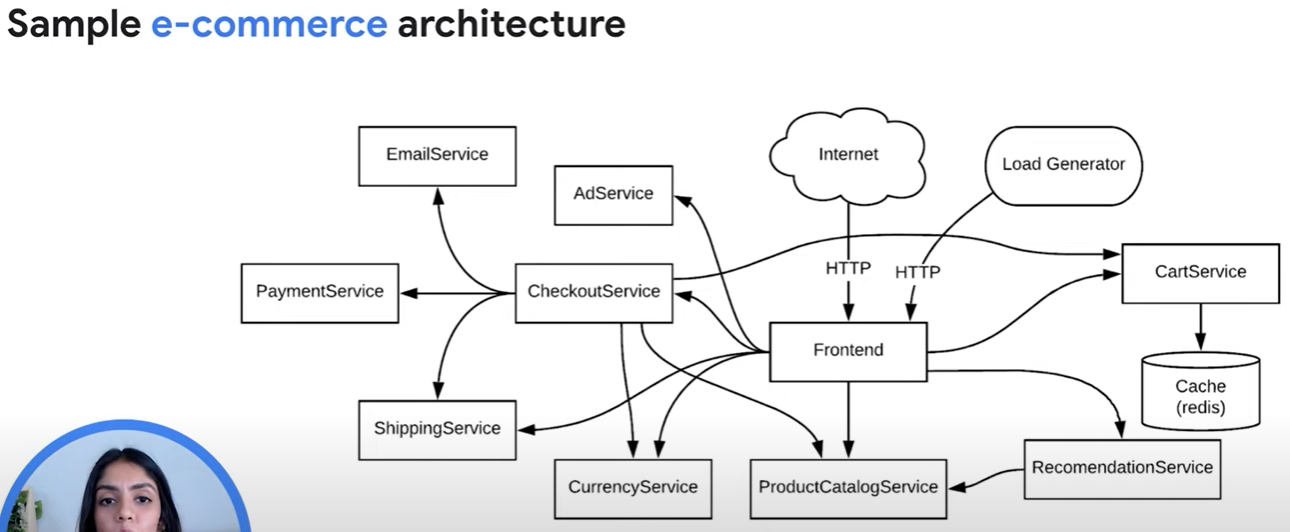 Sample e-commerce architecture
EmailService
AdService
Internet
Load Generator
PaymentService
CheckoutService
HTTP
HTTP
CartService
Frontend
Cache
(redis)
ShippingService
CurrencyService
ProductCatalogService
RecomendationService